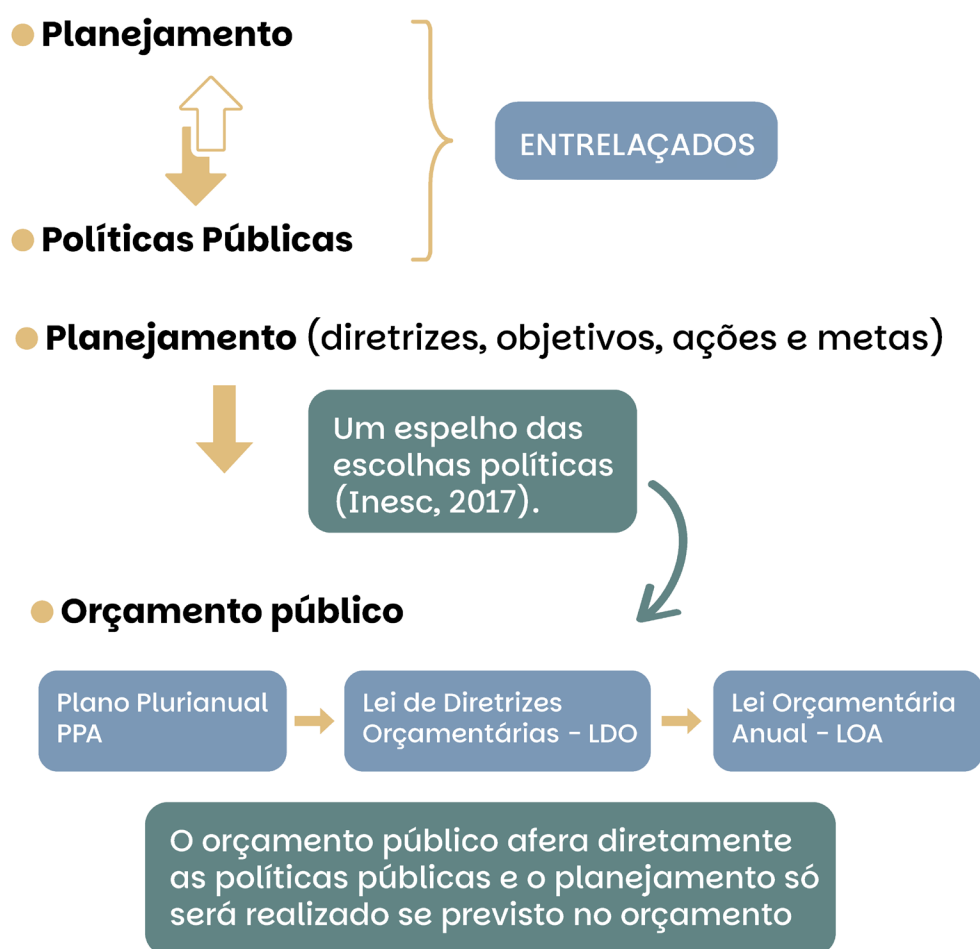 Planejamento
ENTRELAÇADOS
Políticas Públicas
Planejamento (diretrizes, objetivos, ações e metas)
Um espelho das
escolhas políticas
(Inesc, 2017).
Orçamento público
Plano Plurianual
PPA
Lei de Diretrizes
Orçamentárias - LDO
Lei Orçamentária
Anual - LOA
O orçamento público afera diretamente
as políticas públicas e o planejamento só
será realizado se previsto no orçamento